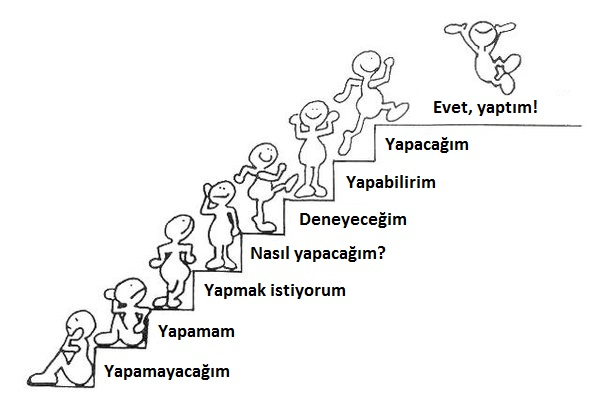 Evet, yaptım!
Yapacağım
Yapabilirim
Deneyeceğim
Nasıl yapacağım?
Yapmak istiyorum
Yapamam
Yapamayacağım